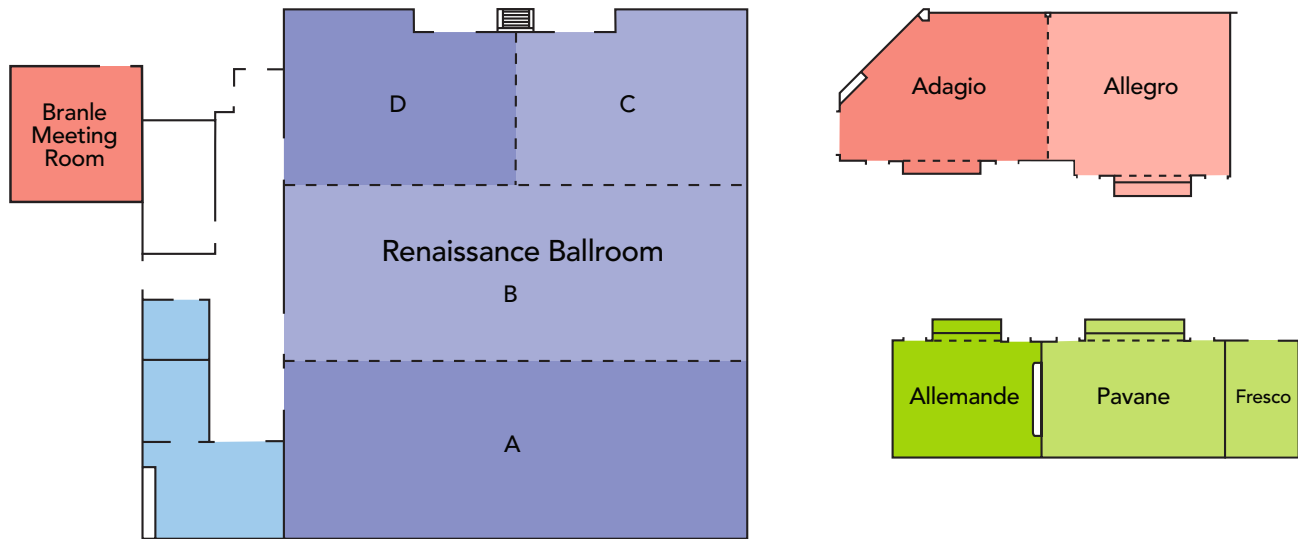 Branle
Meeting
Room
D
C
Renaissance Ballroom
B
A
Adagio
Allegro
Allemande
Pavane
Fresco